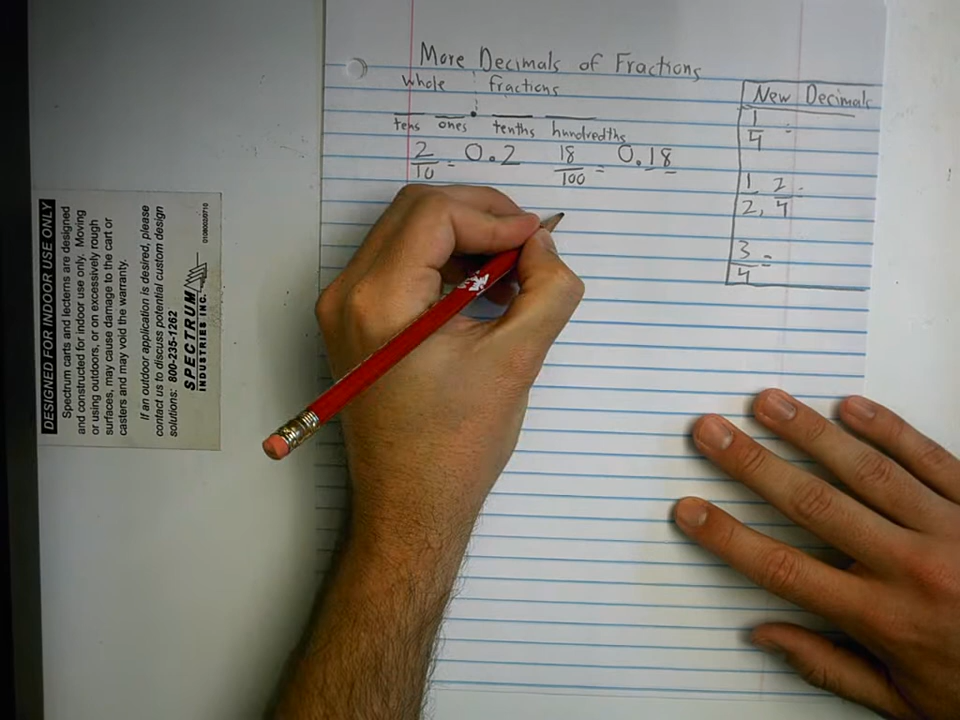 More Decimals of Fractions
whole fractions
tens ones . tenths hundredths
2/10 = 0.2 18/100 = 0.18
New Decimals
1/4 =
1/2, 2/4 =
3/4 =
DESIGNED FOR INDOOR USE ONLY
Spectrum carts and lecterns are designed
and constructed for indoor use only. Moving
or using outdoors, or on excessively rough
surfaces, may cause damage to the cart or
casters and may void the warranty.
If an outdoor application is desired, please
contact us to discuss potential custom design
solutions: 800-235-1262
SPECTRUM
INDUSTRIES INC.